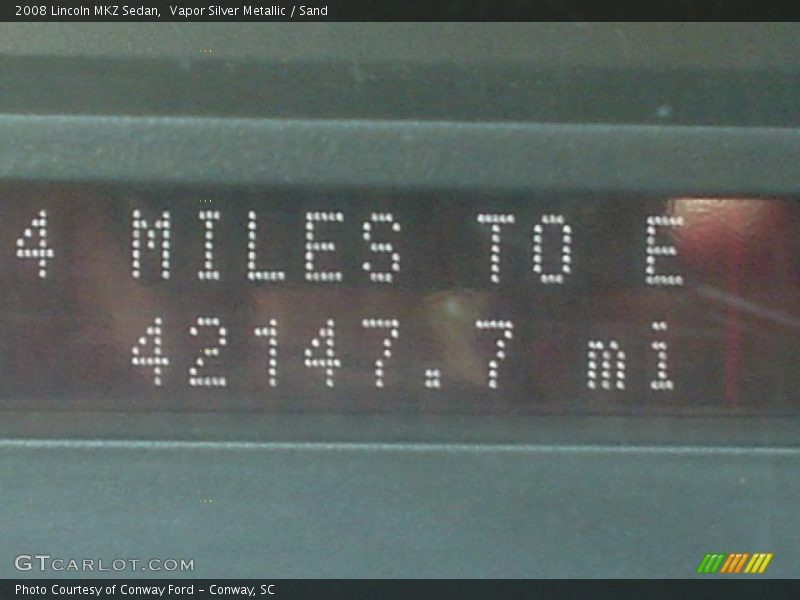 2008 Lincoln MKZ Sedan,  Vapor Silver Metallic / Sand
4 MILES TO E
42147.7 mi
GTCARLOT.COM
Photo Courtesy of Conway Ford - Conway, SC